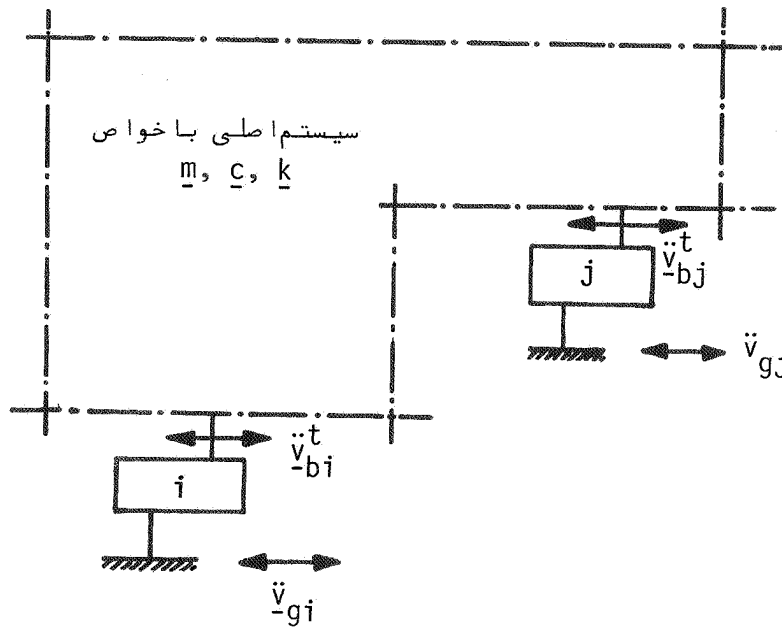 سیستم اصلی با خواص
m, c, k
j
v̈ᵗbj
v̈gj
v̈ᵗbi
i
v̈gi